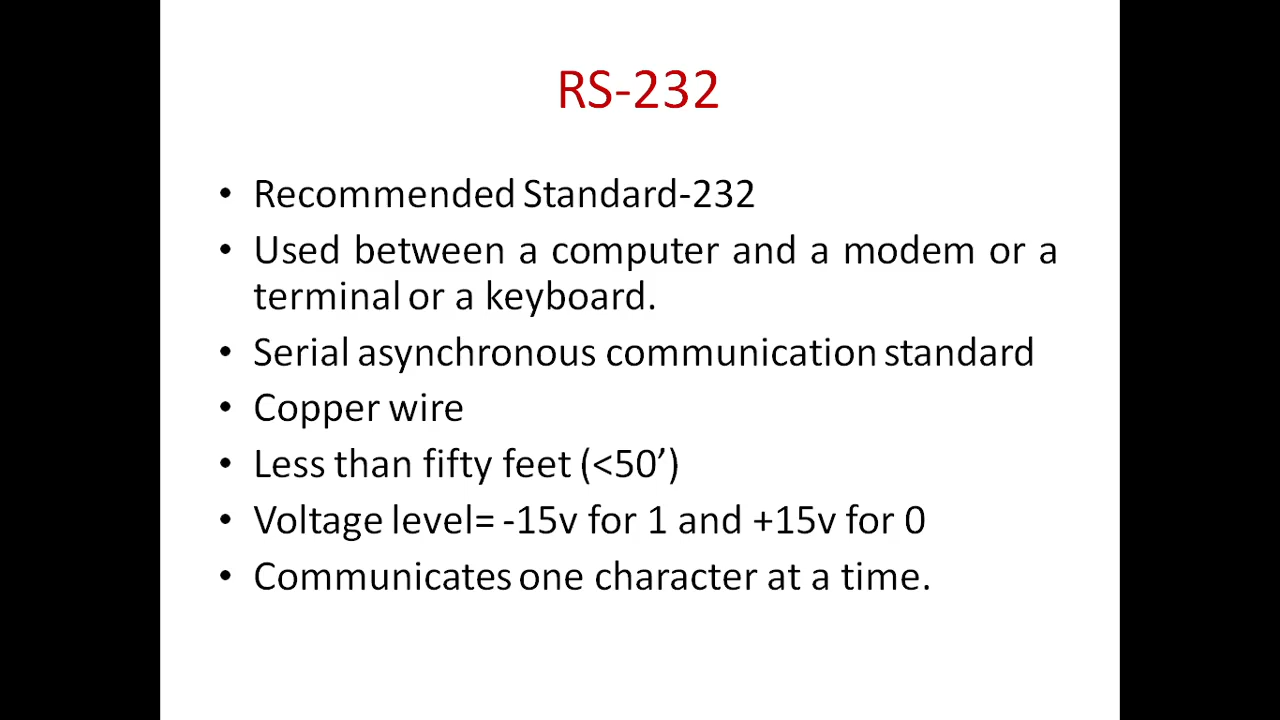 RS-232
• Recommended Standard-232
• Used between a computer and a modem or a
terminal or a keyboard.
• Serial asynchronous communication standard
• Copper wire
• Less than fifty feet (<50’)
• Voltage level= -15v for 1 and +15v for 0
• Communicates one character at a time.